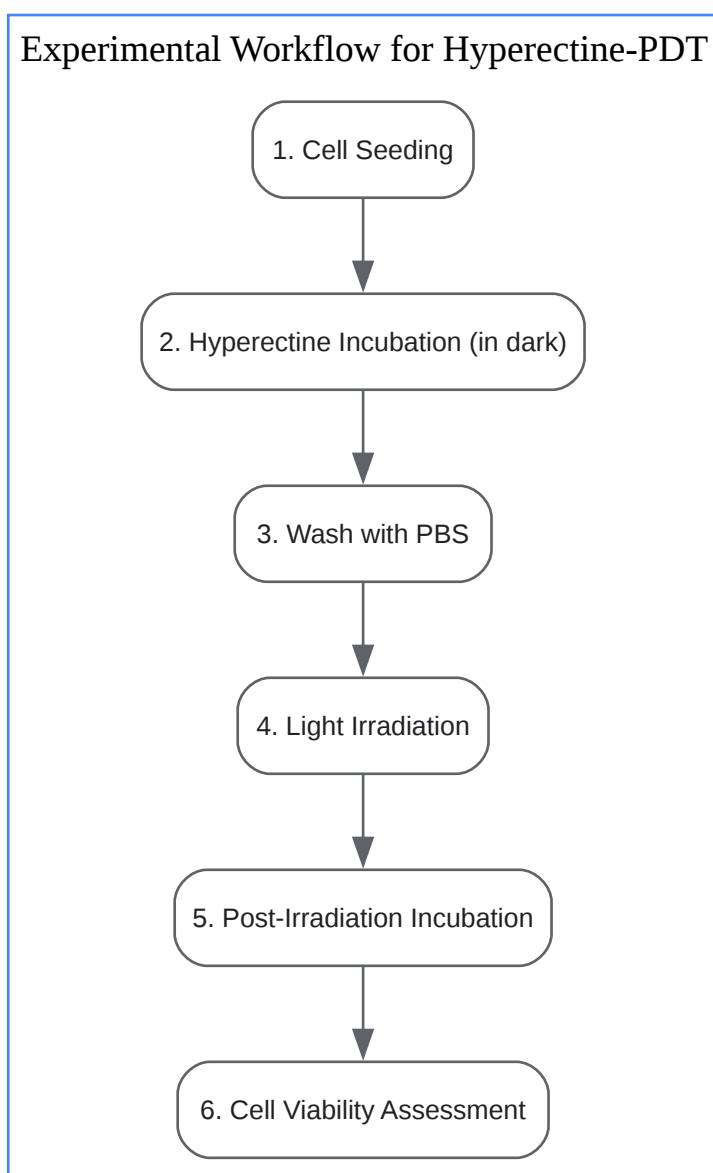 Experimental Workflow for Hyperectine-PDT
1. Cell Seeding
2. Hyperectine Incubation (in dark)
3. Wash with PBS
4. Light Irradiation
5. Post-Irradiation Incubation
6. Cell Viability Assessment